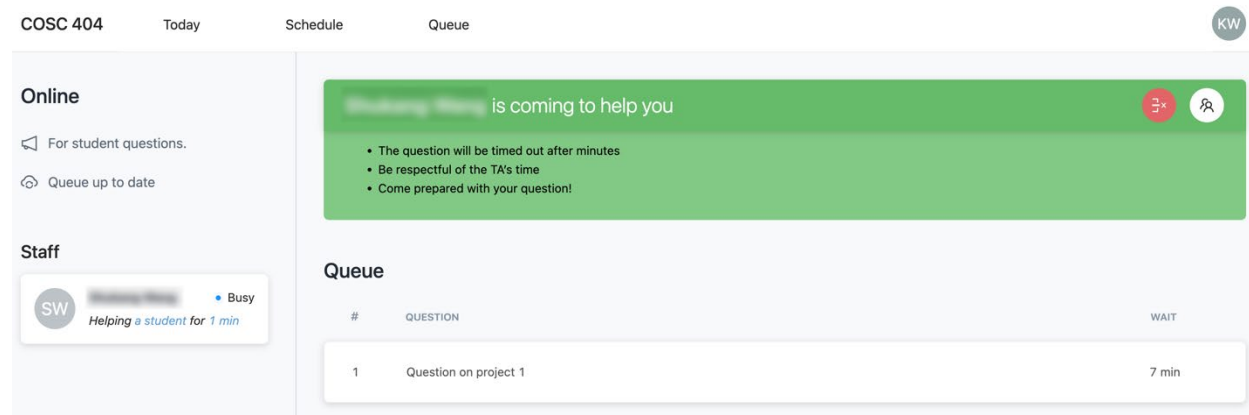 COSC 404 Today Schedule Queue KW
Online
For student questions.
Queue up to date
Staff
SW
Busy
Helping a student for 1 min
is coming to help you
• The question will be timed out after minutes
• Be respectful of the TA's time
• Come prepared with your question!
Queue
# QUESTION WAIT
1 Question on project 1 7 min